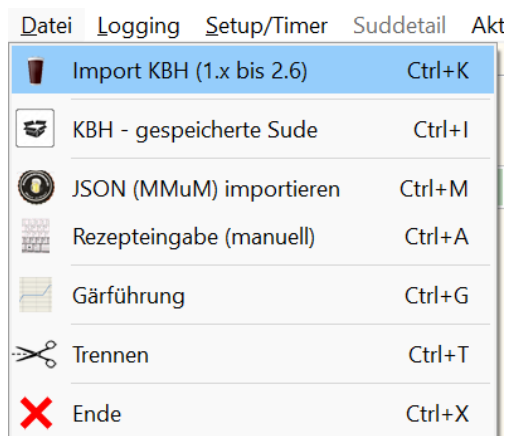 Datei Logging Setup/Timer Suddetail Akt
Import KBH (1.x bis 2.6) Ctrl+K
KBH - gespeicherte Sude Ctrl+I
JSON (MMuM) importieren Ctrl+M
Rezepteingabe (manuell) Ctrl+A
Gärführung Ctrl+G
Trennen Ctrl+T
Ende Ctrl+X